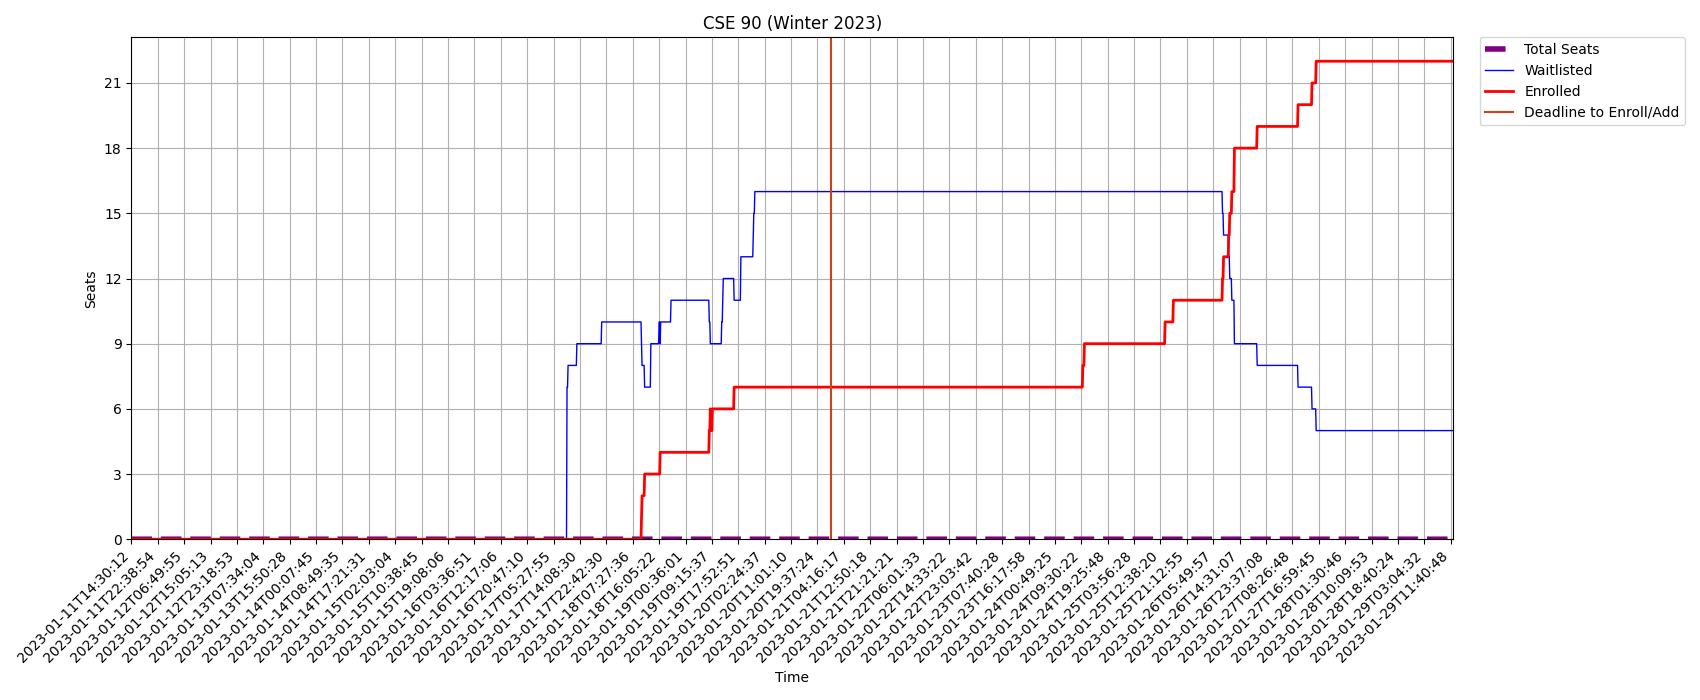 CSE 90 (Winter 2023)
Total Seats
Waitlisted
Enrolled
Deadline to Enroll/Add
Seats
21
18
15
12
9
6
3
0
2023-01-11T14:30:12
2023-01-11T22:38:54
2023-01-12T06:49:55
2023-01-12T15:05:13
2023-01-12T23:18:53
2023-01-13T07:34:04
2023-01-13T15:50:28
2023-01-14T00:07:45
2023-01-14T08:49:35
2023-01-14T17:21:31
2023-01-15T02:03:04
2023-01-15T10:38:45
2023-01-15T19:08:06
2023-01-16T03:36:51
2023-01-16T12:17:06
2023-01-16T20:47:10
2023-01-17T05:27:55
2023-01-17T14:08:30
2023-01-17T22:42:30
2023-01-18T07:27:36
2023-01-18T16:05:22
2023-01-19T00:36:01
2023-01-19T09:15:37
2023-01-19T17:52:51
2023-01-20T02:24:37
2023-01-20T11:01:10
2023-01-20T19:37:24
2023-01-21T04:16:17
2023-01-21T12:50:18
2023-01-21T21:21:21
2023-01-22T06:01:33
2023-01-22T14:33:22
2023-01-22T23:03:42
2023-01-23T07:40:28
2023-01-23T16:17:58
2023-01-24T00:49:25
2023-01-24T09:30:22
2023-01-24T19:25:48
2023-01-25T03:56:28
2023-01-25T12:38:20
2023-01-25T21:12:55
2023-01-26T05:49:57
2023-01-26T14:31:07
2023-01-26T23:37:08
2023-01-27T08:26:48
2023-01-27T16:59:45
2023-01-28T01:30:46
2023-01-28T10:09:53
2023-01-28T18:40:24
2023-01-29T03:04:32
2023-01-29T11:40:48
Time